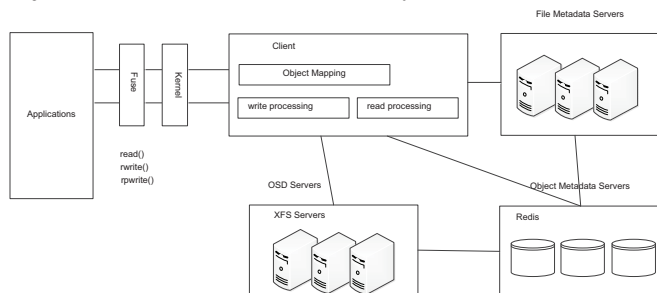 File Metadata Servers
Client
Object Mapping
write processing
read processing
Applications
Fuse
Kernel
read()
rwrite()
rpwrite()
OSD Servers
Object Metadata Servers
XFS Servers
Redis